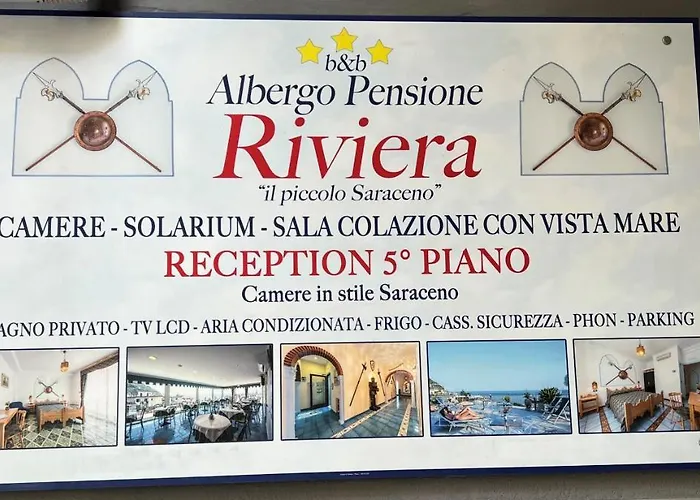 b&b
Albergo Pensione
Riviera
"il piccolo Saraceno"
CAMERE - SOLARIUM - SALA COLAZIONE CON VISTA MARE
RECEPTION 5° PIANO
Camere in stile Saraceno
AGNO PRIVATO - TV LCD - ARIA CONDIZIONATA - FRIGO - CASS. SICUREZZA - PHON - PARKING